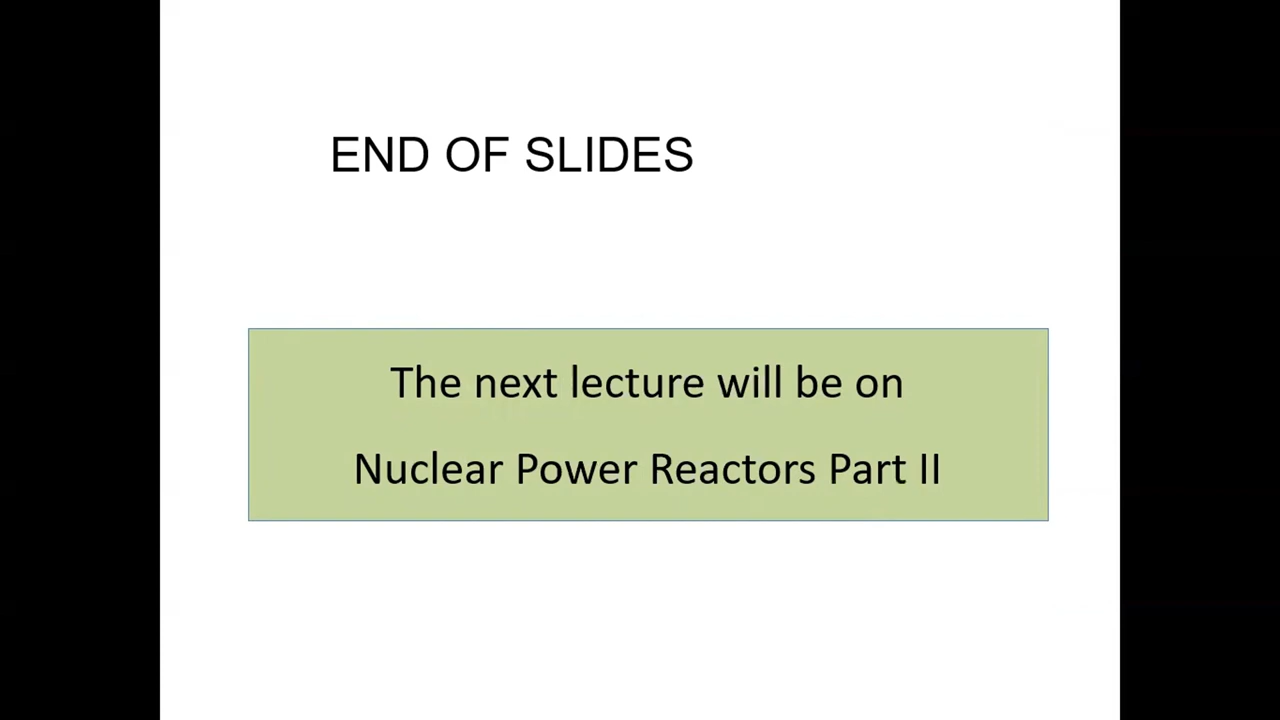 END OF SLIDES
The next lecture will be on
Nuclear Power Reactors Part II